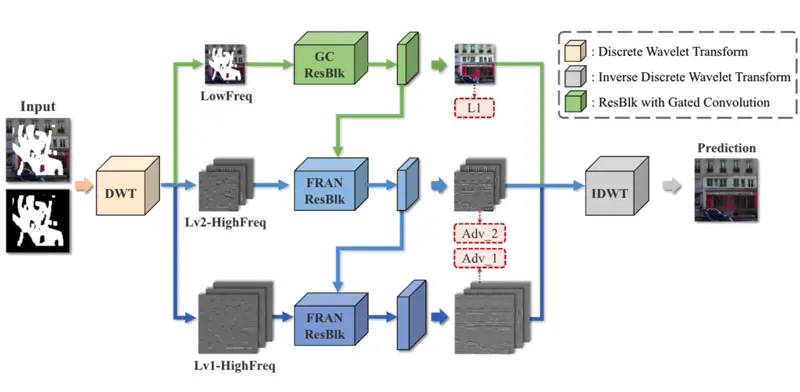 Input
DWT
LowFreq
GC
ResBlk
L1
Lv2-HighFreq
FRAN
ResBlk
Adv_2
Adv_1
Lv1-HighFreq
FRAN
ResBlk
IDWT
Prediction
: Discrete Wavelet Transform
: Inverse Discrete Wavelet Transform
: ResBlk with Gated Convolution